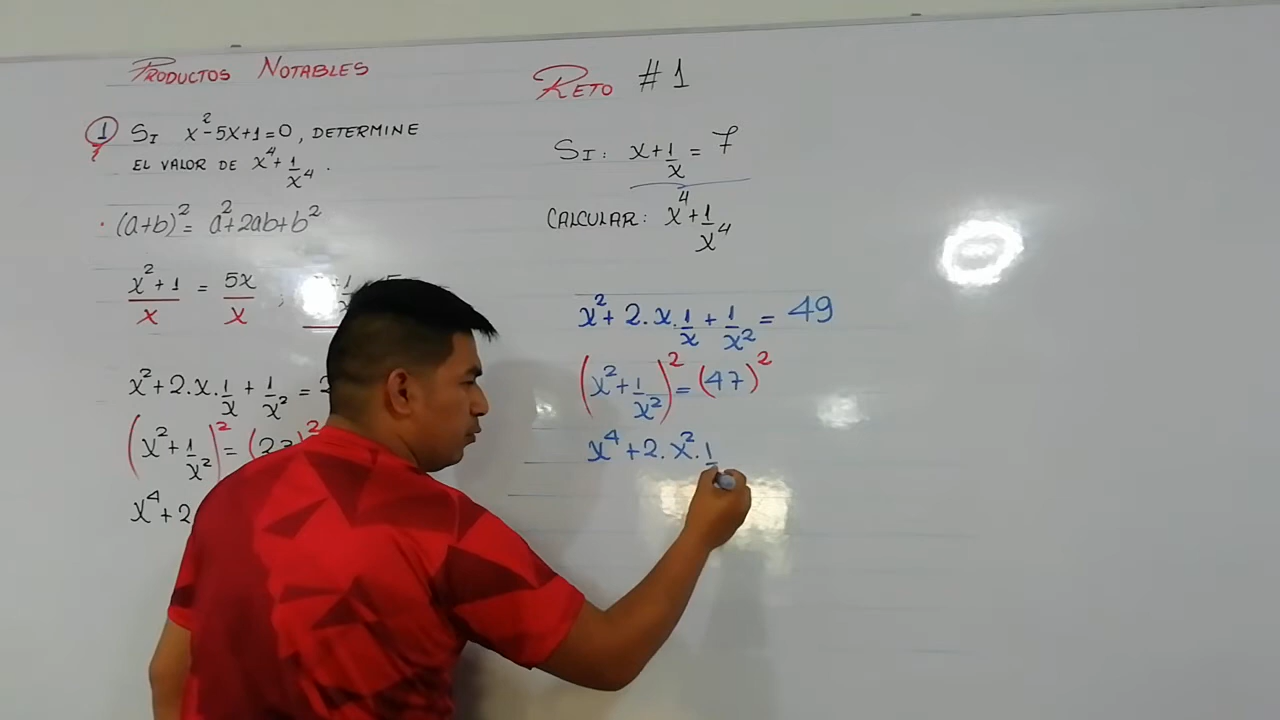 PRODUCTOS NOTABLES
1 SI x²-5x+1=0, DETERMINE
EL VALOR DE x⁴+1/x⁴.
· (a+b)² = a²+2ab+b²
(x²+1)/x = 5x/x ;
x²+2.x.1/x+1/x² =
(x²+1/x²)² = (
x⁴+2
RETO #1
SI: x+1/x = 7
CALCULAR: x⁴+1/x⁴
x²+2.x.1/x+1/x² = 49
(x²+1/x²)² = (47)²
x⁴+2.x².1